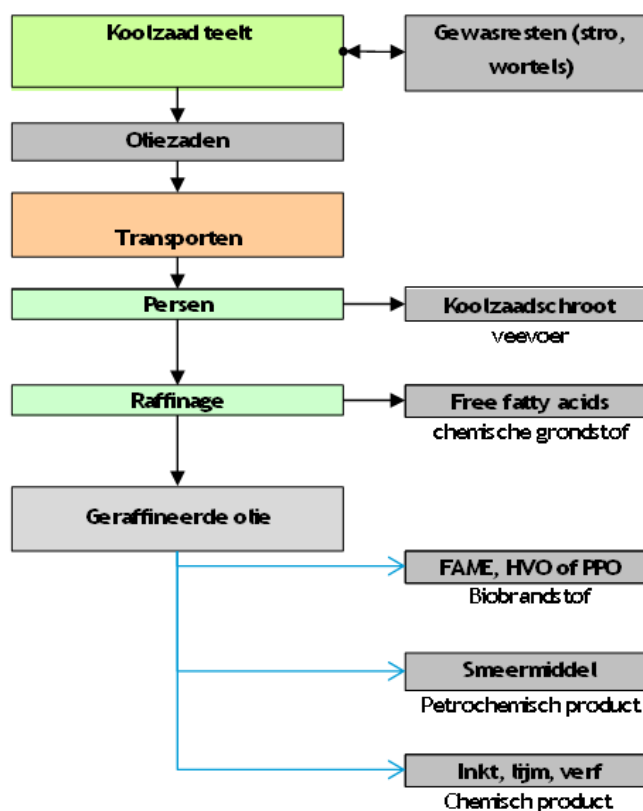 Koolzaad teelt
Gewasresten (stro,
wortels)
Oliezaden
Transporten
Persen
Koolzaadschroot
veevoer
Raffinage
Free fatty acids
chemische grondstof
Geraffineerde olie
FAME, HVO of PPO
Biobrandstof
Smeermiddel
Petrochemisch product
Inkt, lijm, verf
Chemisch product